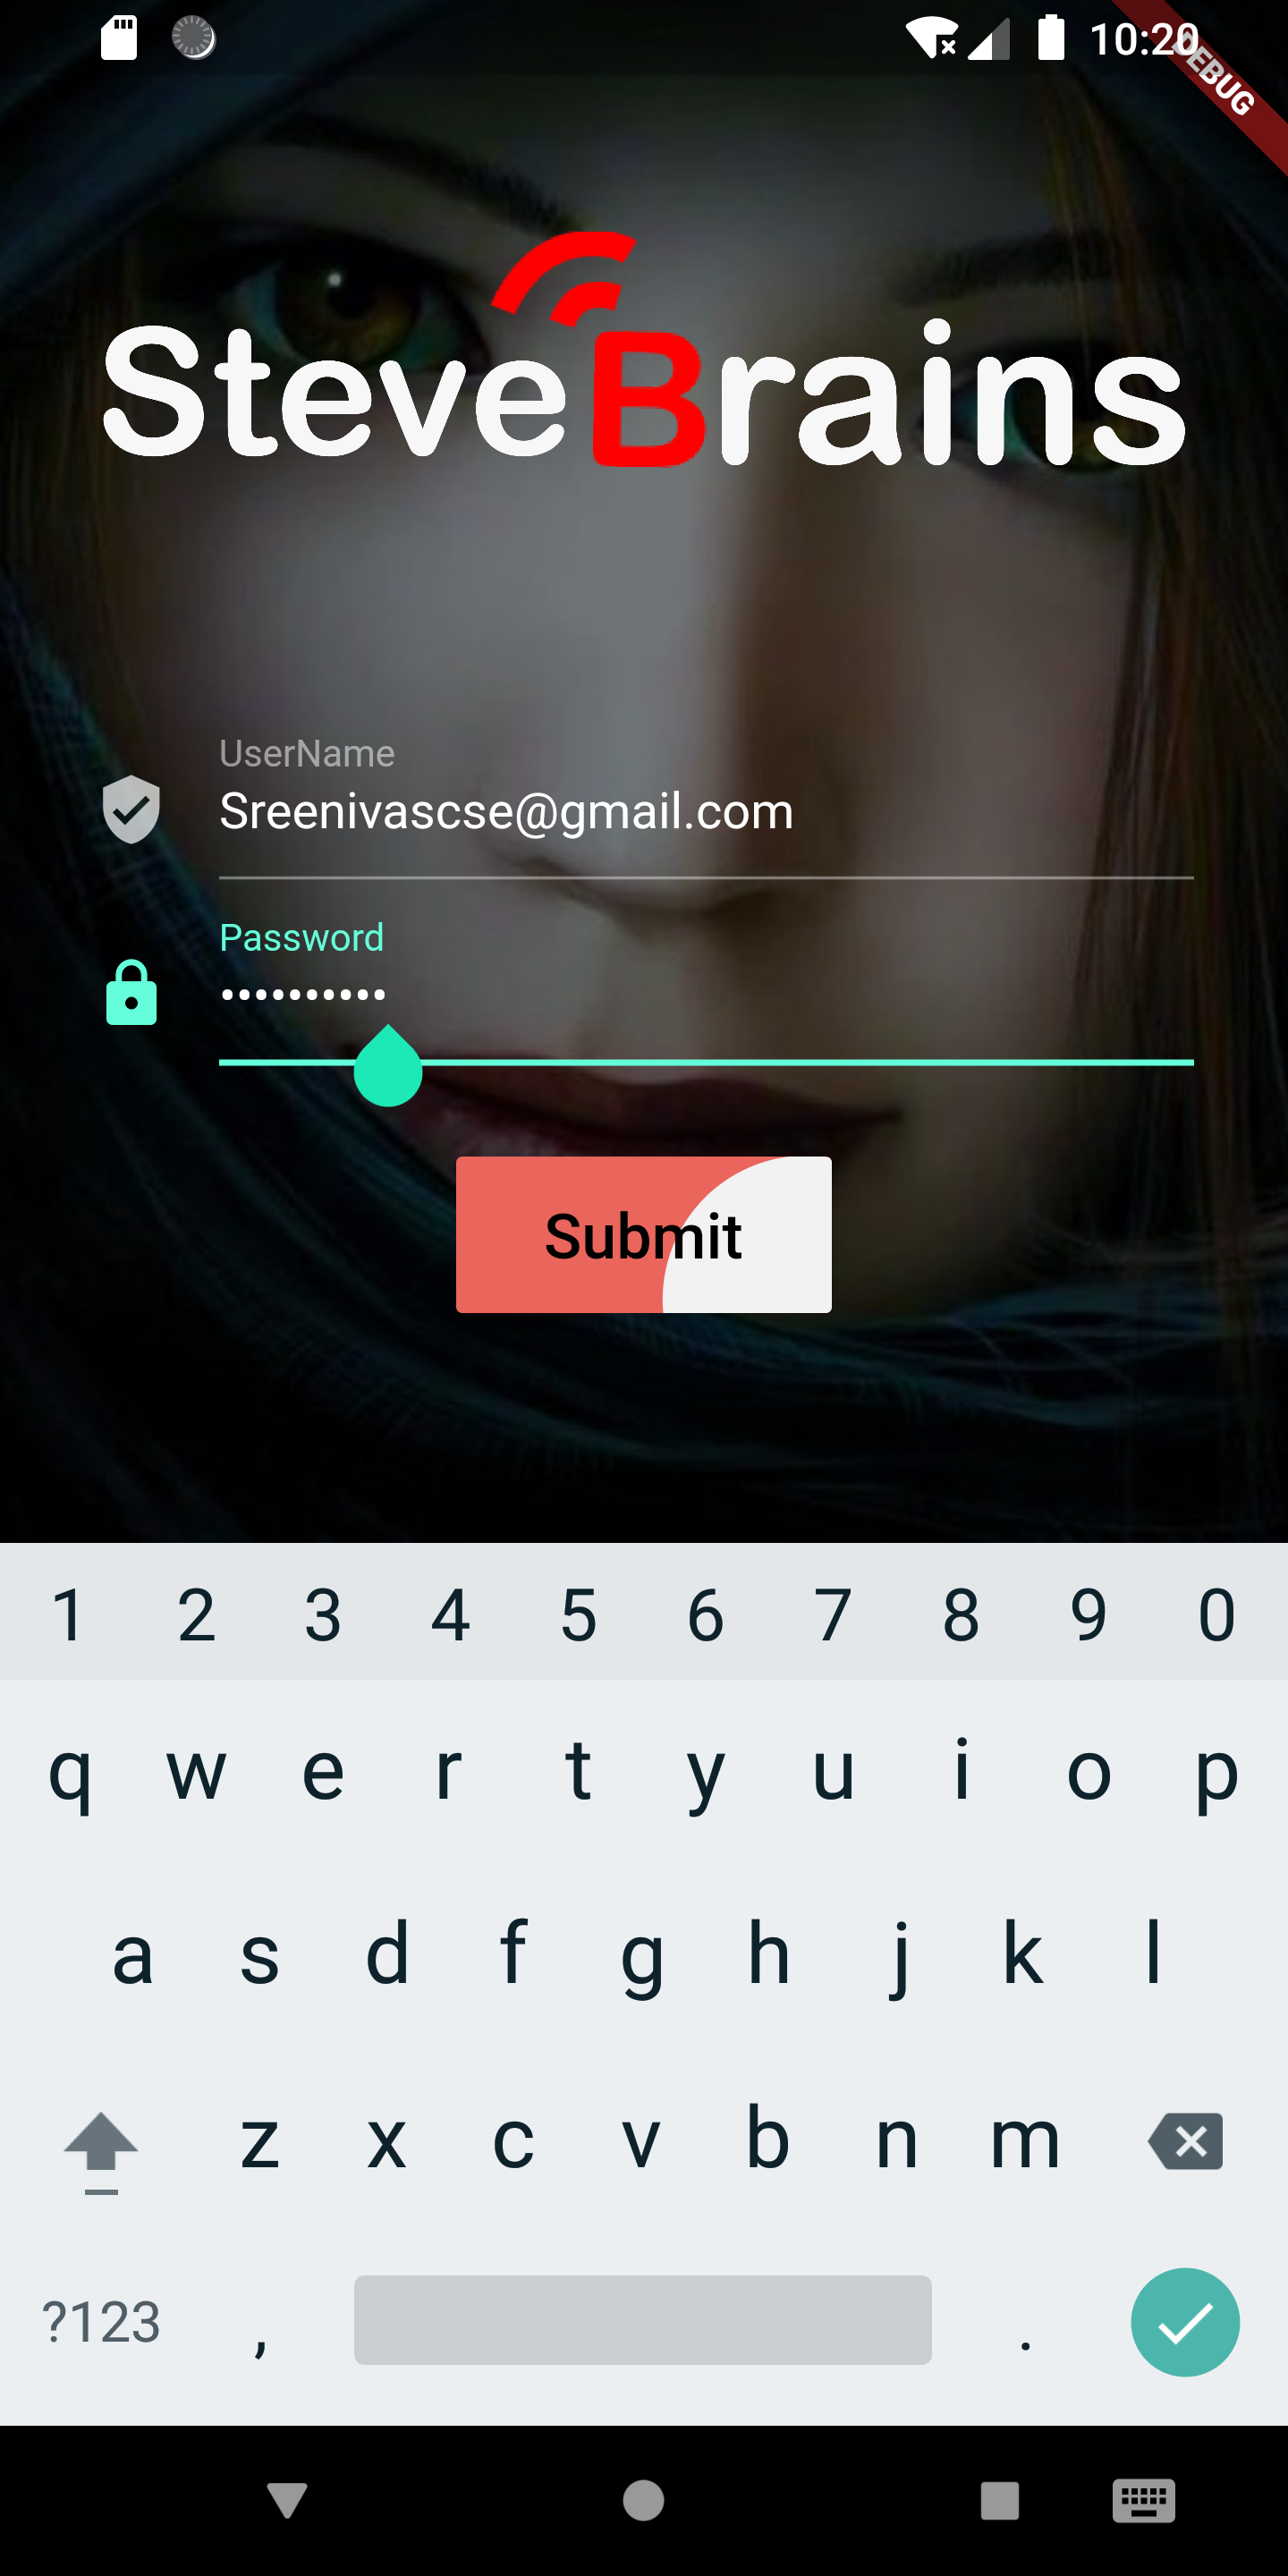 10:20
DEBUG
SteveBrains
UserName
Sreenivascse@gmail.com
Password
••••••••••
Submit
1 2 3 4 5 6 7 8 9 0
q w e r t y u i o p
a s d f g h j k l
z x c v b n m
?123 , .